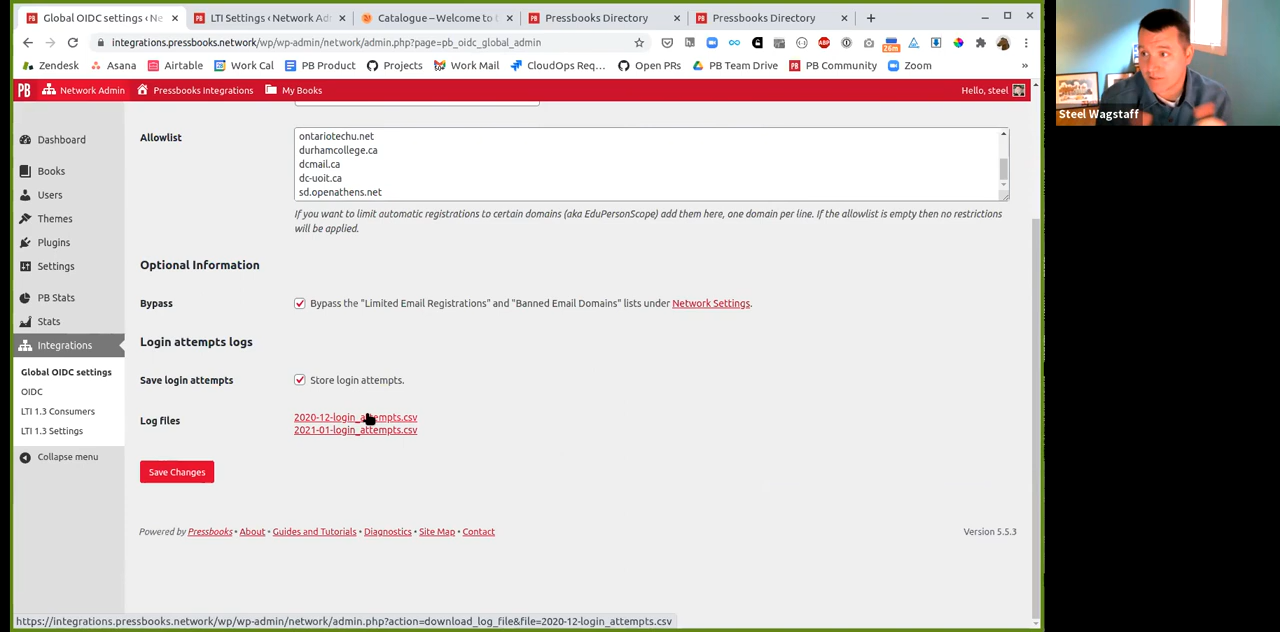 Global OIDC settings ‹ Ne
LTI Settings ‹ Network Ad
Catalogue – Welcome to
Pressbooks Directory
Pressbooks Directory
integrations.pressbooks.network/wp/wp-admin/network/admin.php?page=pb_oidc_global_admin
26m
Zendesk
Asana
Airtable
Work Cal
PB Product
Projects
Work Mail
CloudOps Req...
Open PRs
PB Team Drive
PB Community
Zoom
»
PB
Network Admin
Pressbooks Integrations
My Books
Hello, steel
Steel Wagstaff
Dashboard
Books
Users
Themes
Plugins
Settings
PB Stats
Stats
Integrations
Global OIDC settings
OIDC
LTI 1.3 Consumers
LTI 1.3 Settings
Collapse menu
Allowlist
ontariotechu.net
durhamcollege.ca
dcmail.ca
dc-uoit.ca
sd.openathens.net
If you want to limit automatic registrations to certain domains (aka EduPersonScope) add them here, one domain per line. If the allowlist is empty then no restrictions
will be applied.
Optional Information
Bypass
Bypass the "Limited Email Registrations" and "Banned Email Domains" lists under Network Settings.
Login attempts logs
Save login attempts
Store login attempts.
Log files
2020-12-login_attempts.csv
2021-01-login_attempts.csv
Save Changes
Powered by Pressbooks • About • Guides and Tutorials • Diagnostics • Site Map • Contact
Version 5.5.3
https://integrations.pressbooks.network/wp/wp-admin/network/admin.php?action=download_log_file&file=2020-12-login_attempts.csv